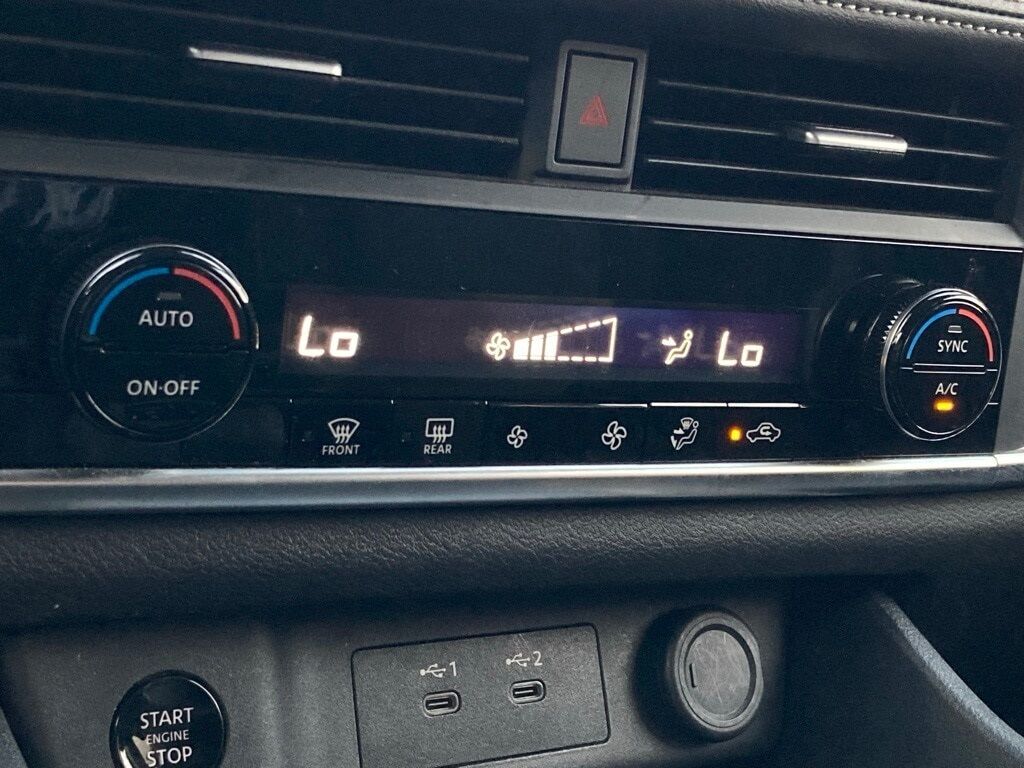 AUTO
ON·OFF
Lo
Lo
SYNC
A/C
FRONT
REAR
1
2
START
ENGINE
STOP